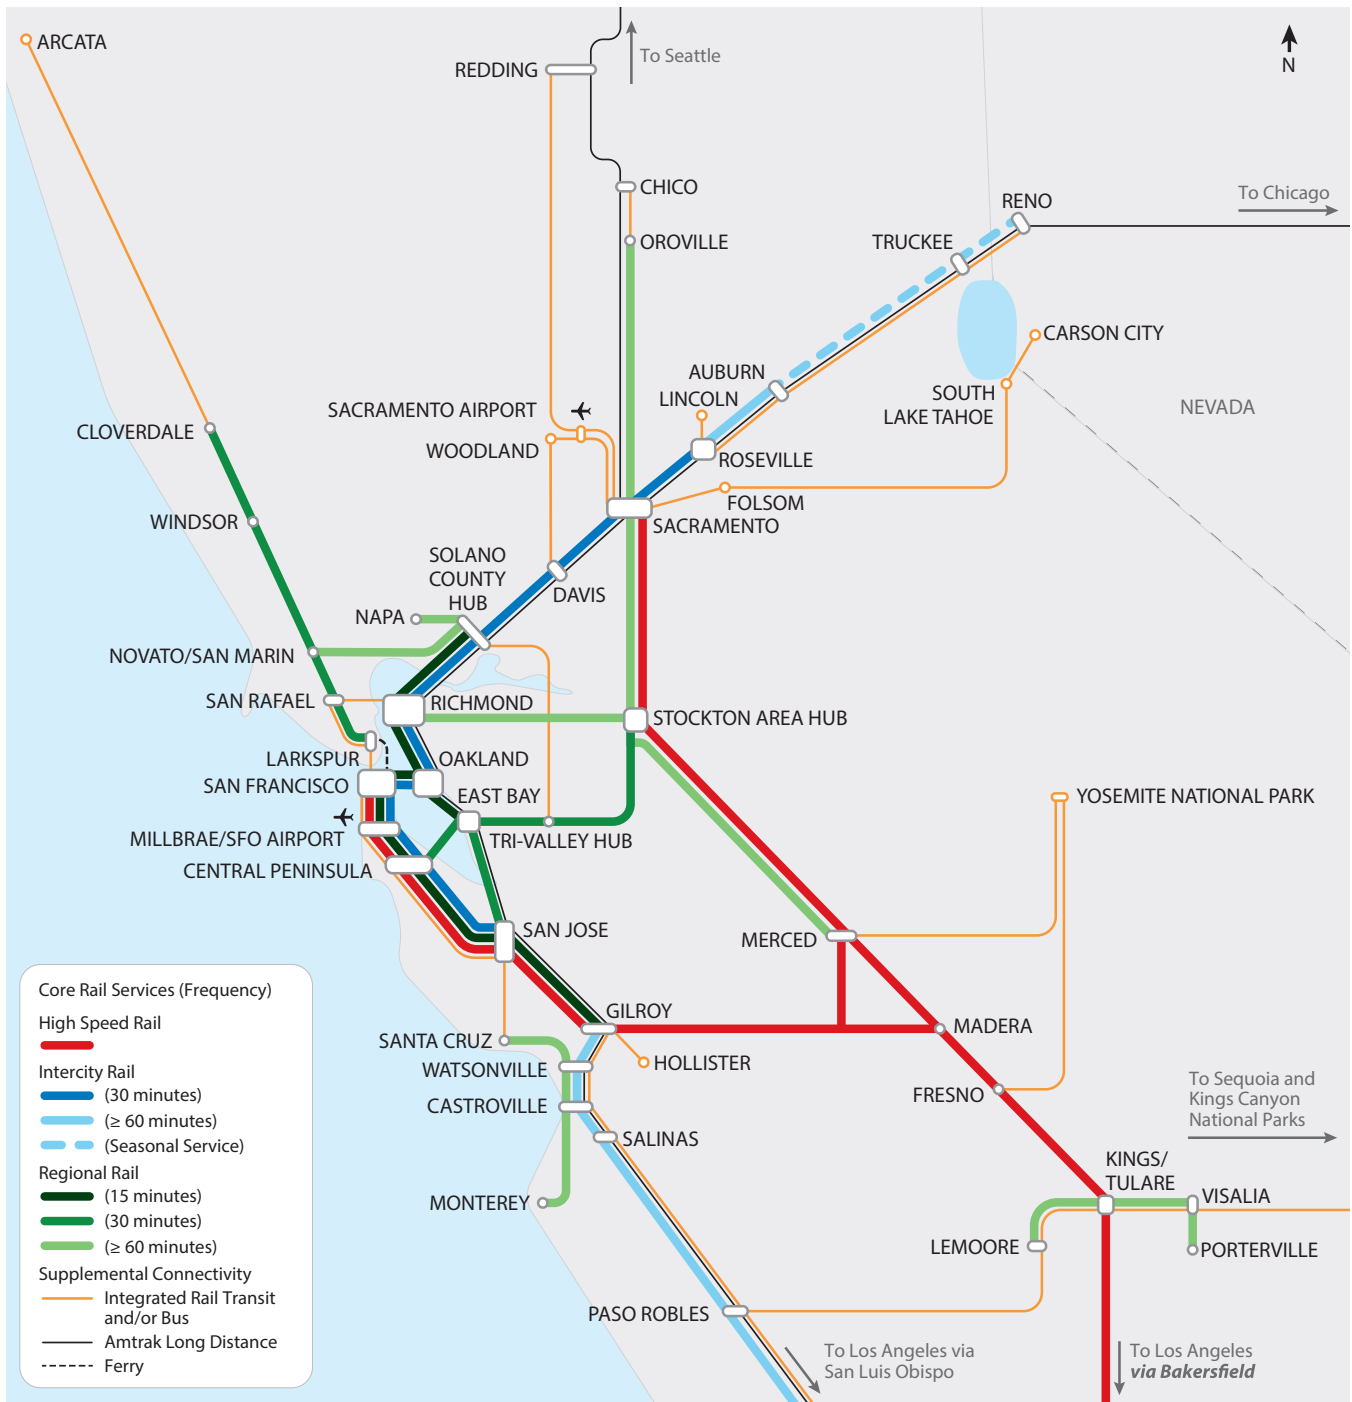 ARCATA
To Seattle
N
REDDING
CHICO
To Chicago
RENO
OROVILLE
TRUCKEE
CARSON CITY
AUBURN
LINCOLN
SOUTH
LAKE TAHOE
NEVADA
SACRAMENTO AIRPORT
CLOVERDALE
WOODLAND
ROSEVILLE
FOLSOM
WINDSOR
SACRAMENTO
SOLANO
COUNTY
HUB
DAVIS
NAPA
NOVATO/SAN MARIN
SAN RAFAEL
RICHMOND
STOCKTON AREA HUB
LARKSPUR
OAKLAND
SAN FRANCISCO
EAST BAY
YOSEMITE NATIONAL PARK
MILLBRAE/SFO AIRPORT
TRI-VALLEY HUB
CENTRAL PENINSULA
SAN JOSE
MERCED
GILROY
MADERA
SANTA CRUZ
HOLLISTER
WATSONVILLE
FRESNO
To Sequoia and
Kings Canyon
National Parks
CASTROVILLE
SALINAS
KINGS/
TULARE
VISALIA
MONTEREY
LEMOORE
PORTERVILLE
PASO ROBLES
To Los Angeles via
San Luis Obispo
To Los Angeles
via Bakersfield
Core Rail Services (Frequency)
High Speed Rail
Intercity Rail
(30 minutes)
(≥ 60 minutes)
(Seasonal Service)
Regional Rail
(15 minutes)
(30 minutes)
(≥ 60 minutes)
Supplemental Connectivity
Integrated Rail Transit
and/or Bus
Amtrak Long Distance
Ferry